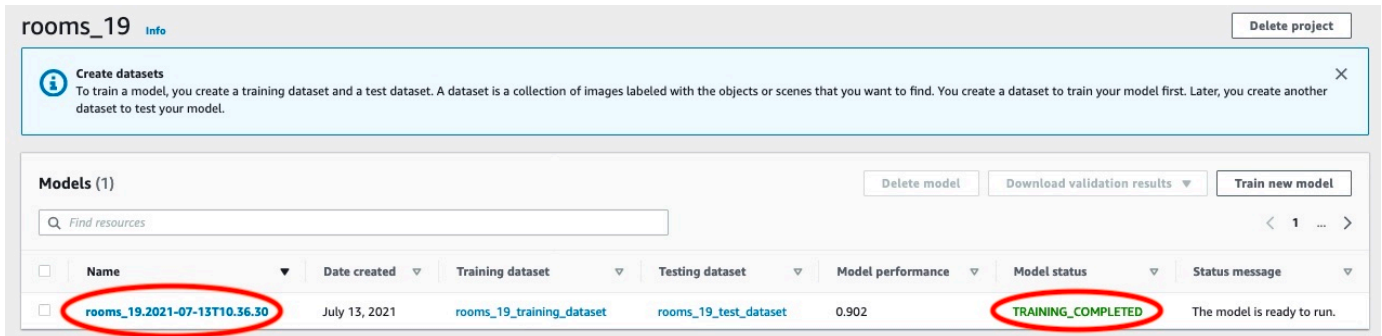 rooms_19 Info
Delete project
Create datasets
To train a model, you create a training dataset and a test dataset. A dataset is a collection of images labeled with the objects or scenes that you want to find. You create a dataset to train your model first. Later, you create another
dataset to test your model.
Models (1)
Delete model
Download validation results
Train new model
Find resources
1 ...
Name Date created Training dataset Testing dataset Model performance Model status Status message
rooms_19.2021-07-13T10.36.30 July 13, 2021 rooms_19_training_dataset rooms_19_test_dataset 0.902 TRAINING_COMPLETED The model is ready to run.